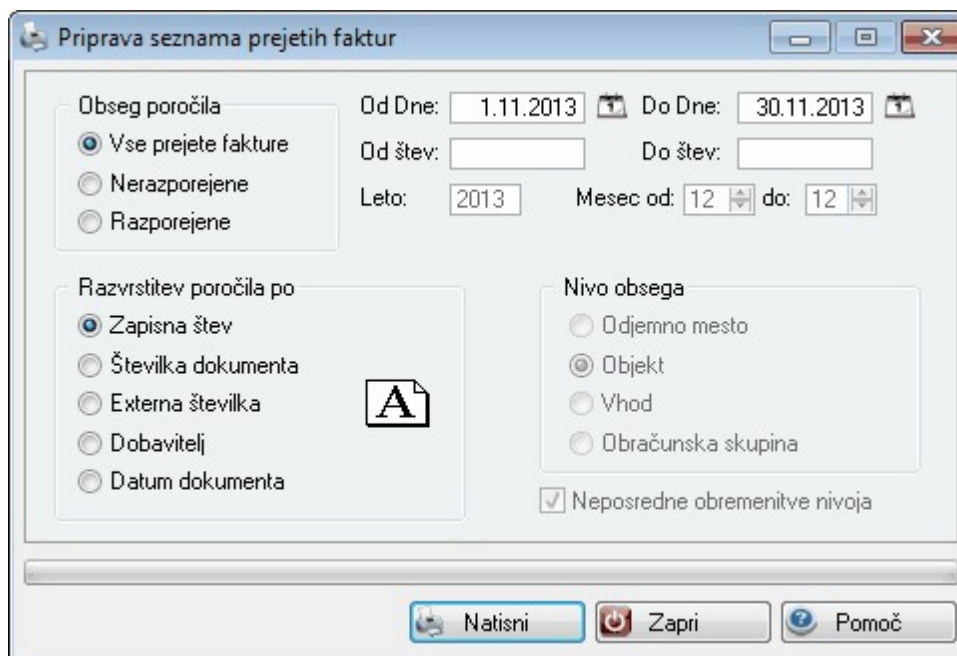 Priprava seznama prejetih faktur
Obseg poročila
Vse prejete fakture
Nerazporejene
Razporejene
Od Dne: 1.11.2013 Do Dne: 30.11.2013
Od štev: Do štev:
Leto: 2013 Mesec od: 12 do: 12
Razvrstitev poročila po
Zapisna štev
Številka dokumenta
Externa številka
Dobavitelj
Datum dokumenta
A
Nivo obsega
Odjemno mesto
Objekt
Vhod
Obračunska skupina
Neposredne obremenitve nivoja
Natisni Zapri Pomoč